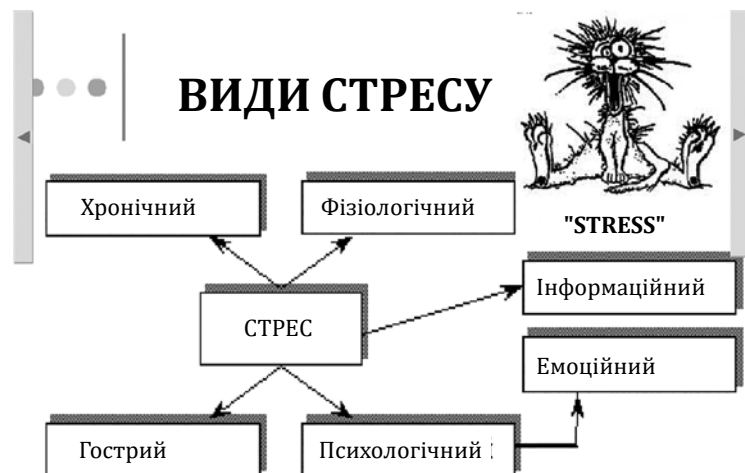 ВИДИ СТРЕСУ
Хронічний
Фізіологічний
"STRESS"
Інформаційний
СТРЕС
Емоційний
Гострий
Психологічний